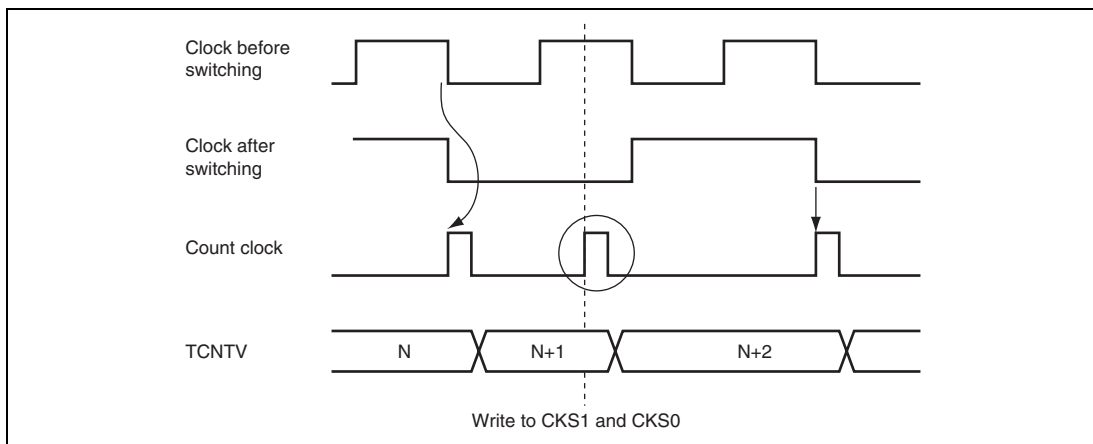 Clock before
switching
Clock after
switching
Count clock
TCNTV
N
N+1
N+2
Write to CKS1 and CKS0